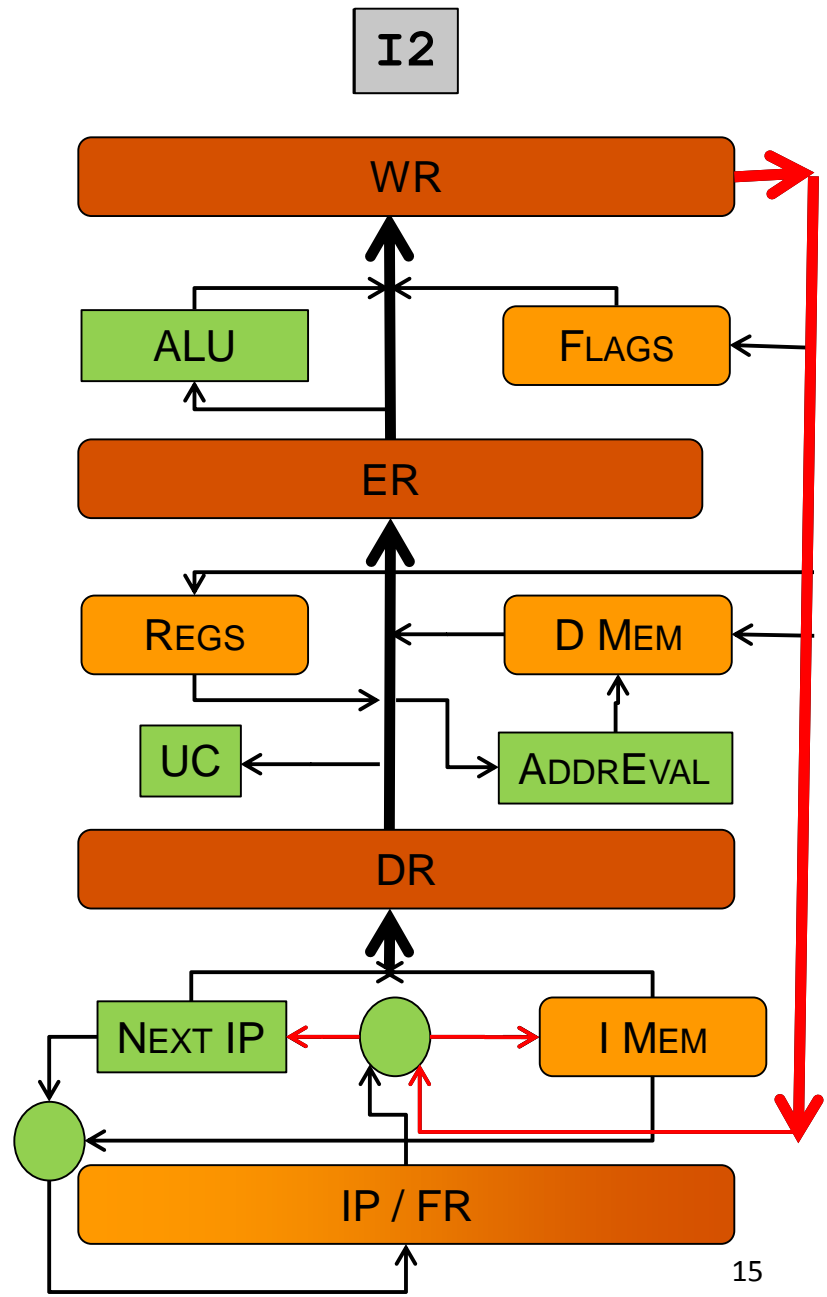 I2
WR
ALU
FLAGS
ER
REGS
D MEM
UC
ADDREVAL
DR
NEXT IP
I MEM
IP / FR
15